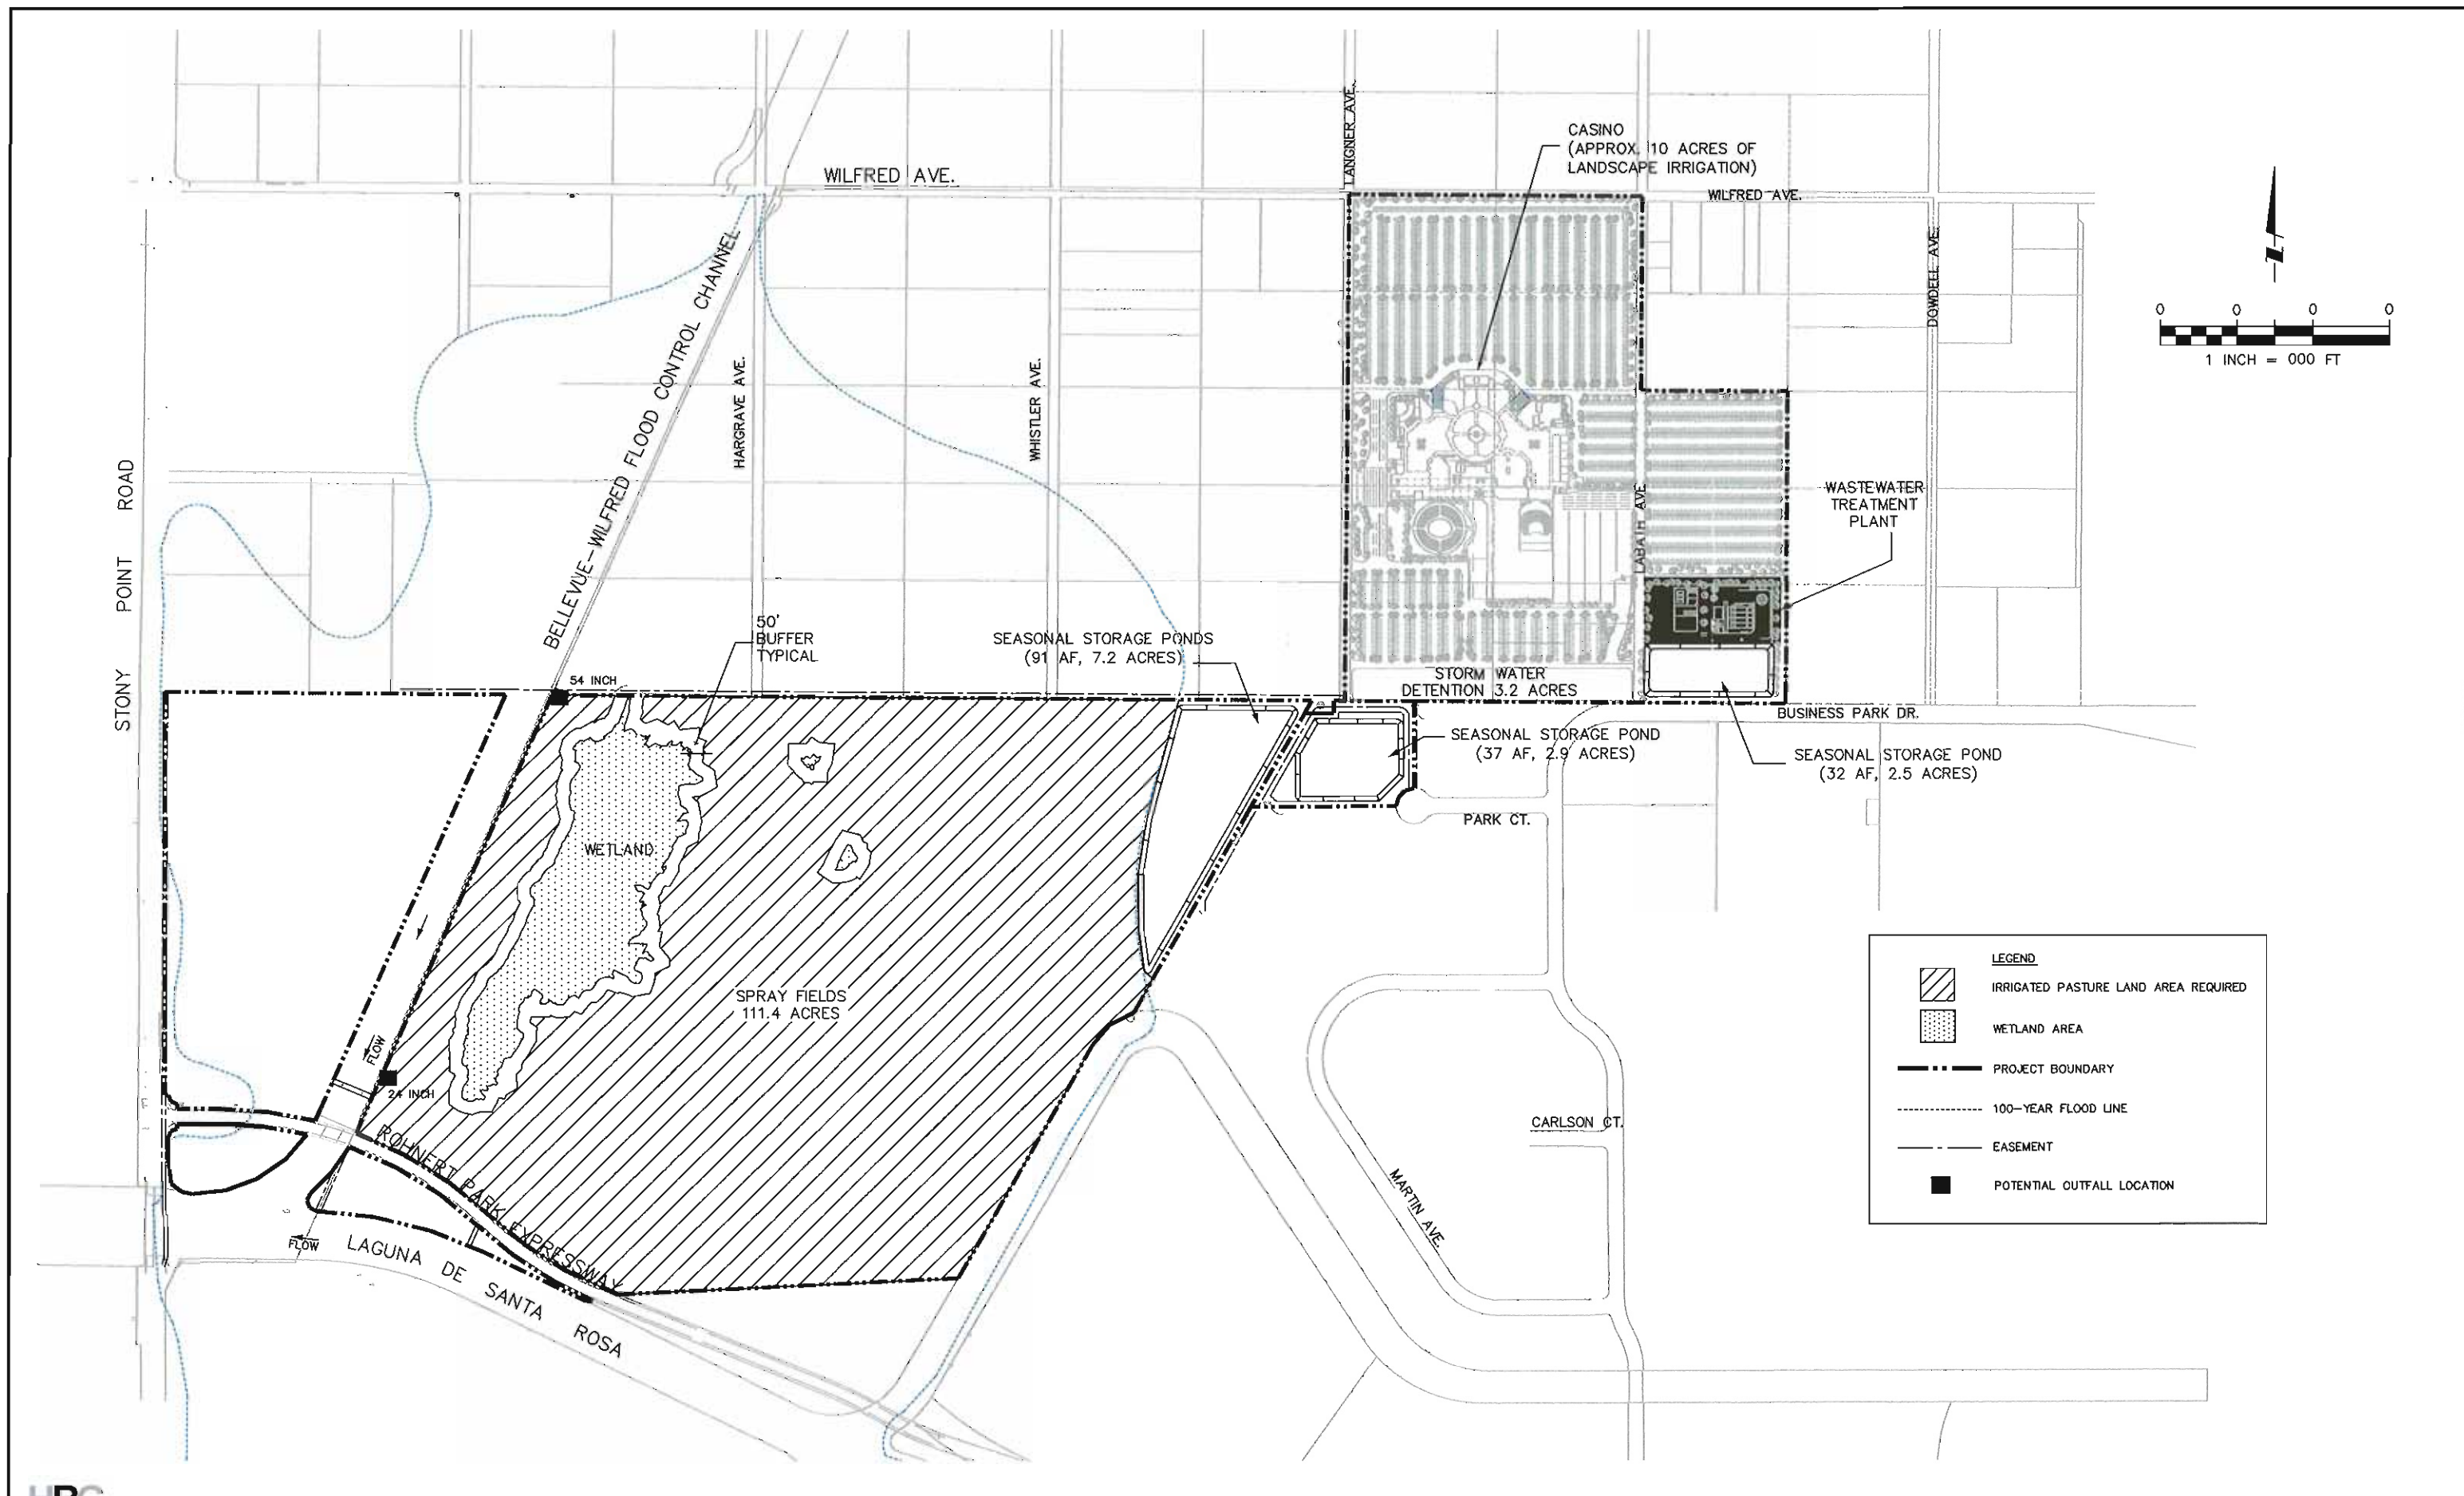 LANGNER AVE.
CASINO
(APPROX. 10 ACRES OF
LANDSCAPE IRRIGATION)
WILFRED AVE.
WILFRED AVE.
DOWDELL AVE.
0 0 0 0
1 INCH = 000 FT
BELLEVUE-WILFRED FLOOD CONTROL CHANNEL
HARGRAVE AVE.
WHISTLER AVE.
STONY POINT ROAD
LABATH AVE
WASTEWATER
TREATMENT
PLANT
50'
BUFFER
TYPICAL
SEASONAL STORAGE PONDS
(91 AF, 7.2 ACRES)
54 INCH
STORM WATER
DETENTION 3.2 ACRES
BUSINESS PARK DR.
SEASONAL STORAGE POND
(37 AF, 2.9 ACRES)
SEASONAL STORAGE POND
(32 AF, 2.5 ACRES)
PARK CT.
WETLAND
SPRAY FIELDS
111.4 ACRES
FLOW
24 INCH
ROHNERT PARK EXPRESSWAY
FLOW
LAGUNA DE SANTA ROSA
CARLSON CT.
MARTIN AVE.
LEGEND
IRRIGATED PASTURE LAND AREA REQUIRED
WETLAND AREA
PROJECT BOUNDARY
100-YEAR FLOOD LINE
EASEMENT
POTENTIAL OUTFALL LOCATION